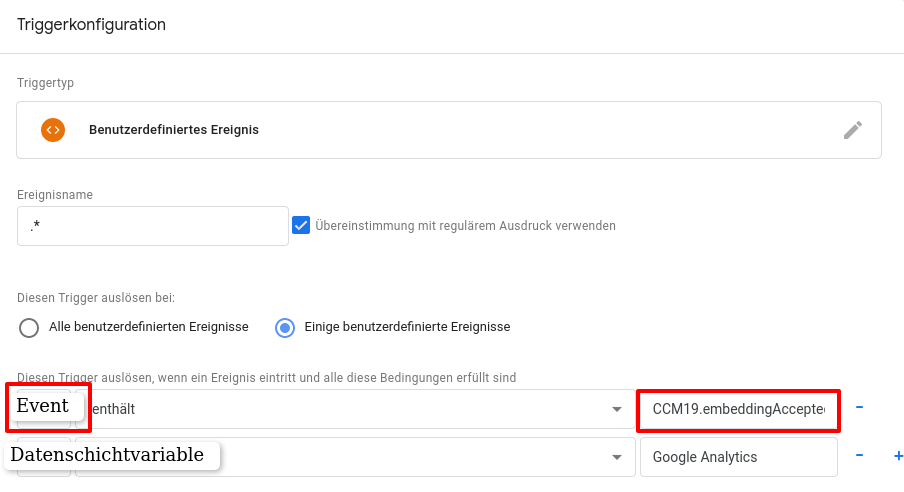 Triggerkonfiguration
Triggertyp
Benutzerdefiniertes Ereignis
Ereignisname
.*
Übereinstimmung mit regulärem Ausdruck verwenden
Diesen Trigger auslösen bei:
Alle benutzerdefinierten Ereignisse
Einige benutzerdefinierte Ereignisse
Diesen Trigger auslösen, wenn ein Ereignis eintritt und alle diese Bedingungen erfüllt sind
Event enthält CCM19.embeddingAccepte -
Datenschichtvariable Google Analytics - +